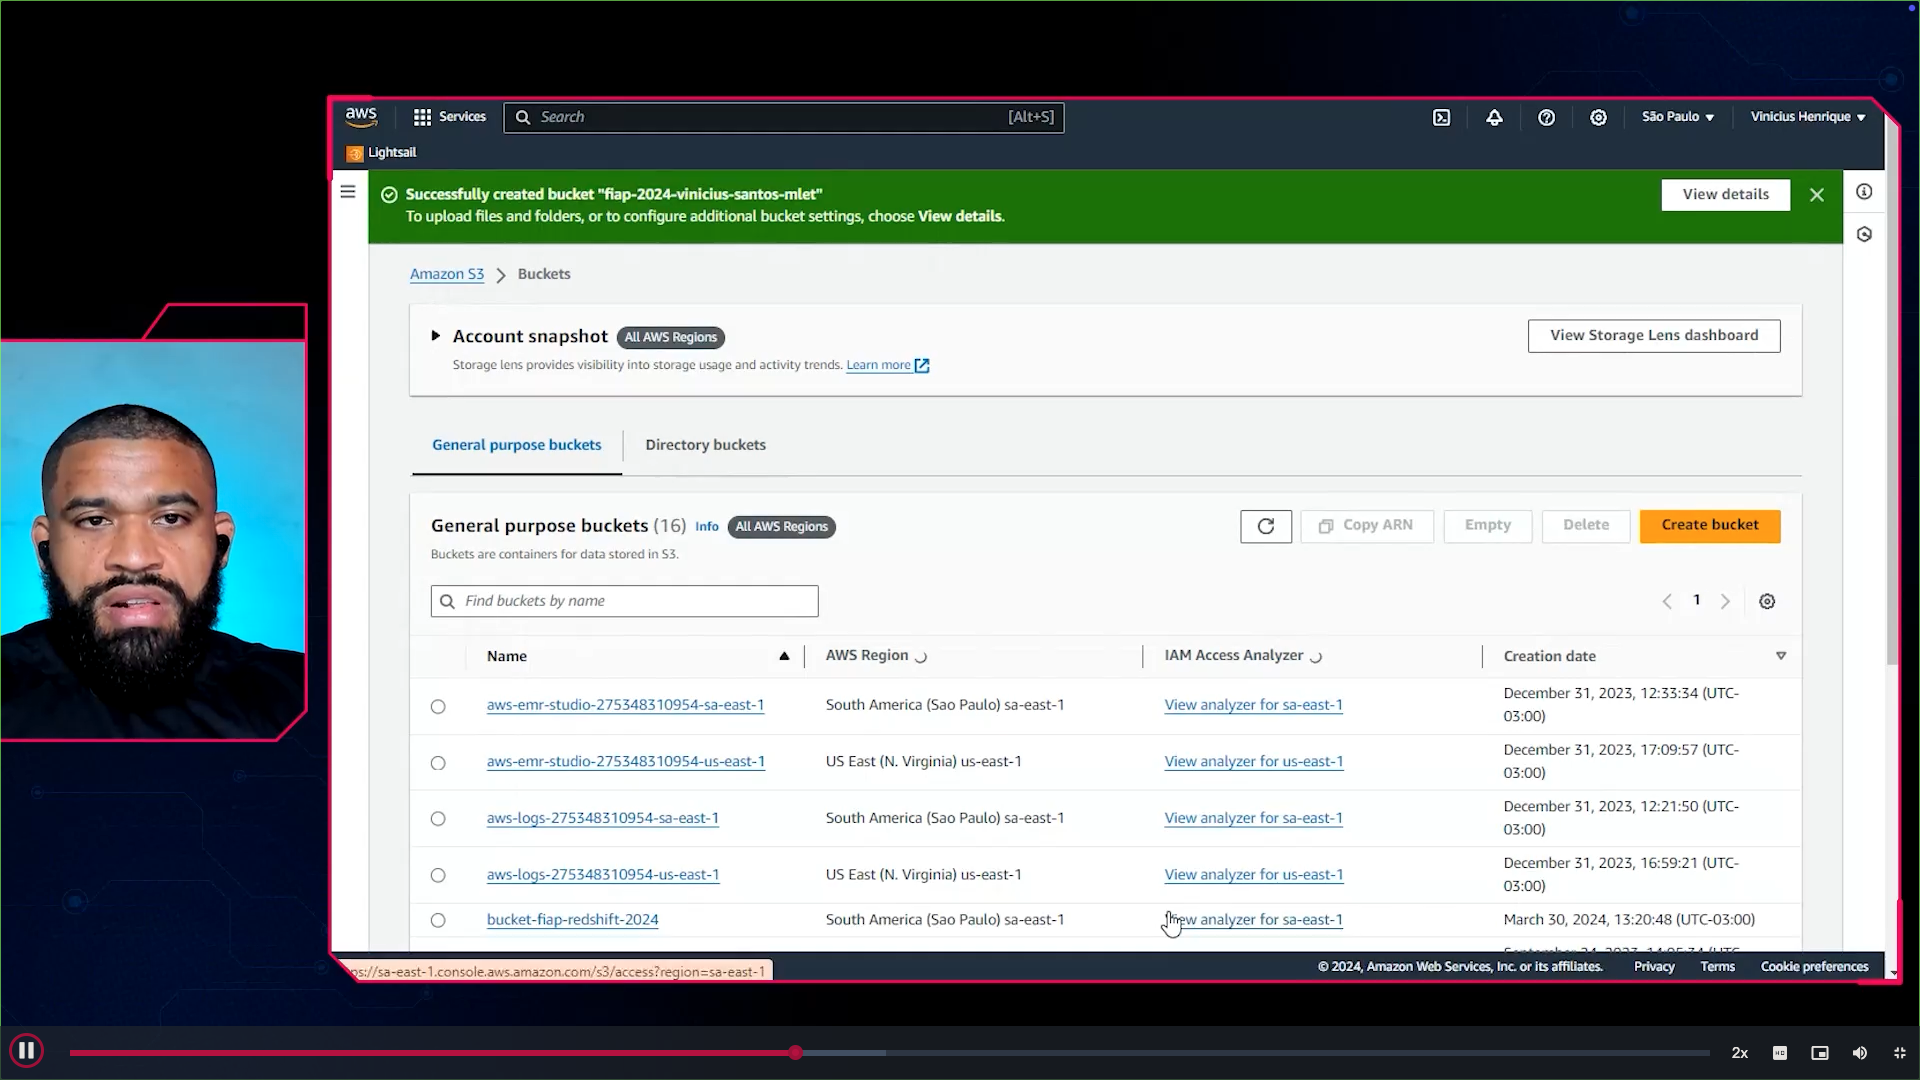 aws
Services
Search
[Alt+S]
São Paulo
Vinicius Henrique
Lightsail
Successfully created bucket "fiap-2024-vinicius-santos-mlet"
To upload files and folders, or to configure additional bucket settings, choose View details.
View details
Amazon S3
Buckets
Account snapshot
All AWS Regions
View Storage Lens dashboard
Storage lens provides visibility into storage usage and activity trends. Learn more
General purpose buckets
Directory buckets
General purpose buckets (16)
Info
All AWS Regions
Copy ARN
Empty
Delete
Create bucket
Buckets are containers for data stored in S3.
Find buckets by name
1
Name
AWS Region
IAM Access Analyzer
Creation date
aws-emr-studio-275348310954-sa-east-1
South America (Sao Paulo) sa-east-1
View analyzer for sa-east-1
December 31, 2023, 12:33:34 (UTC-
03:00)
aws-emr-studio-275348310954-us-east-1
US East (N. Virginia) us-east-1
View analyzer for us-east-1
December 31, 2023, 17:09:57 (UTC-
03:00)
aws-logs-275348310954-sa-east-1
South America (Sao Paulo) sa-east-1
View analyzer for sa-east-1
December 31, 2023, 12:21:50 (UTC-
03:00)
aws-logs-275348310954-us-east-1
US East (N. Virginia) us-east-1
View analyzer for us-east-1
December 31, 2023, 16:59:21 (UTC-
03:00)
bucket-fiap-redshift-2024
South America (Sao Paulo) sa-east-1
View analyzer for sa-east-1
March 30, 2024, 13:20:48 (UTC-03:00)
ps://sa-east-1.console.aws.amazon.com/s3/access?region=sa-east-1
© 2024, Amazon Web Services, Inc. or its affiliates.
Privacy
Terms
Cookie preferences
2x
HD